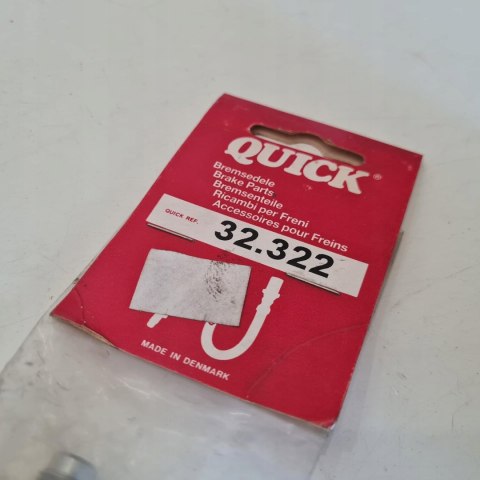 QUICK®
Bremsedele
Brake Parts
Bremsenteile
Ricambi per Freni
Accessoires pour Freins
QUICK REF. 32.322
MADE IN DENMARK